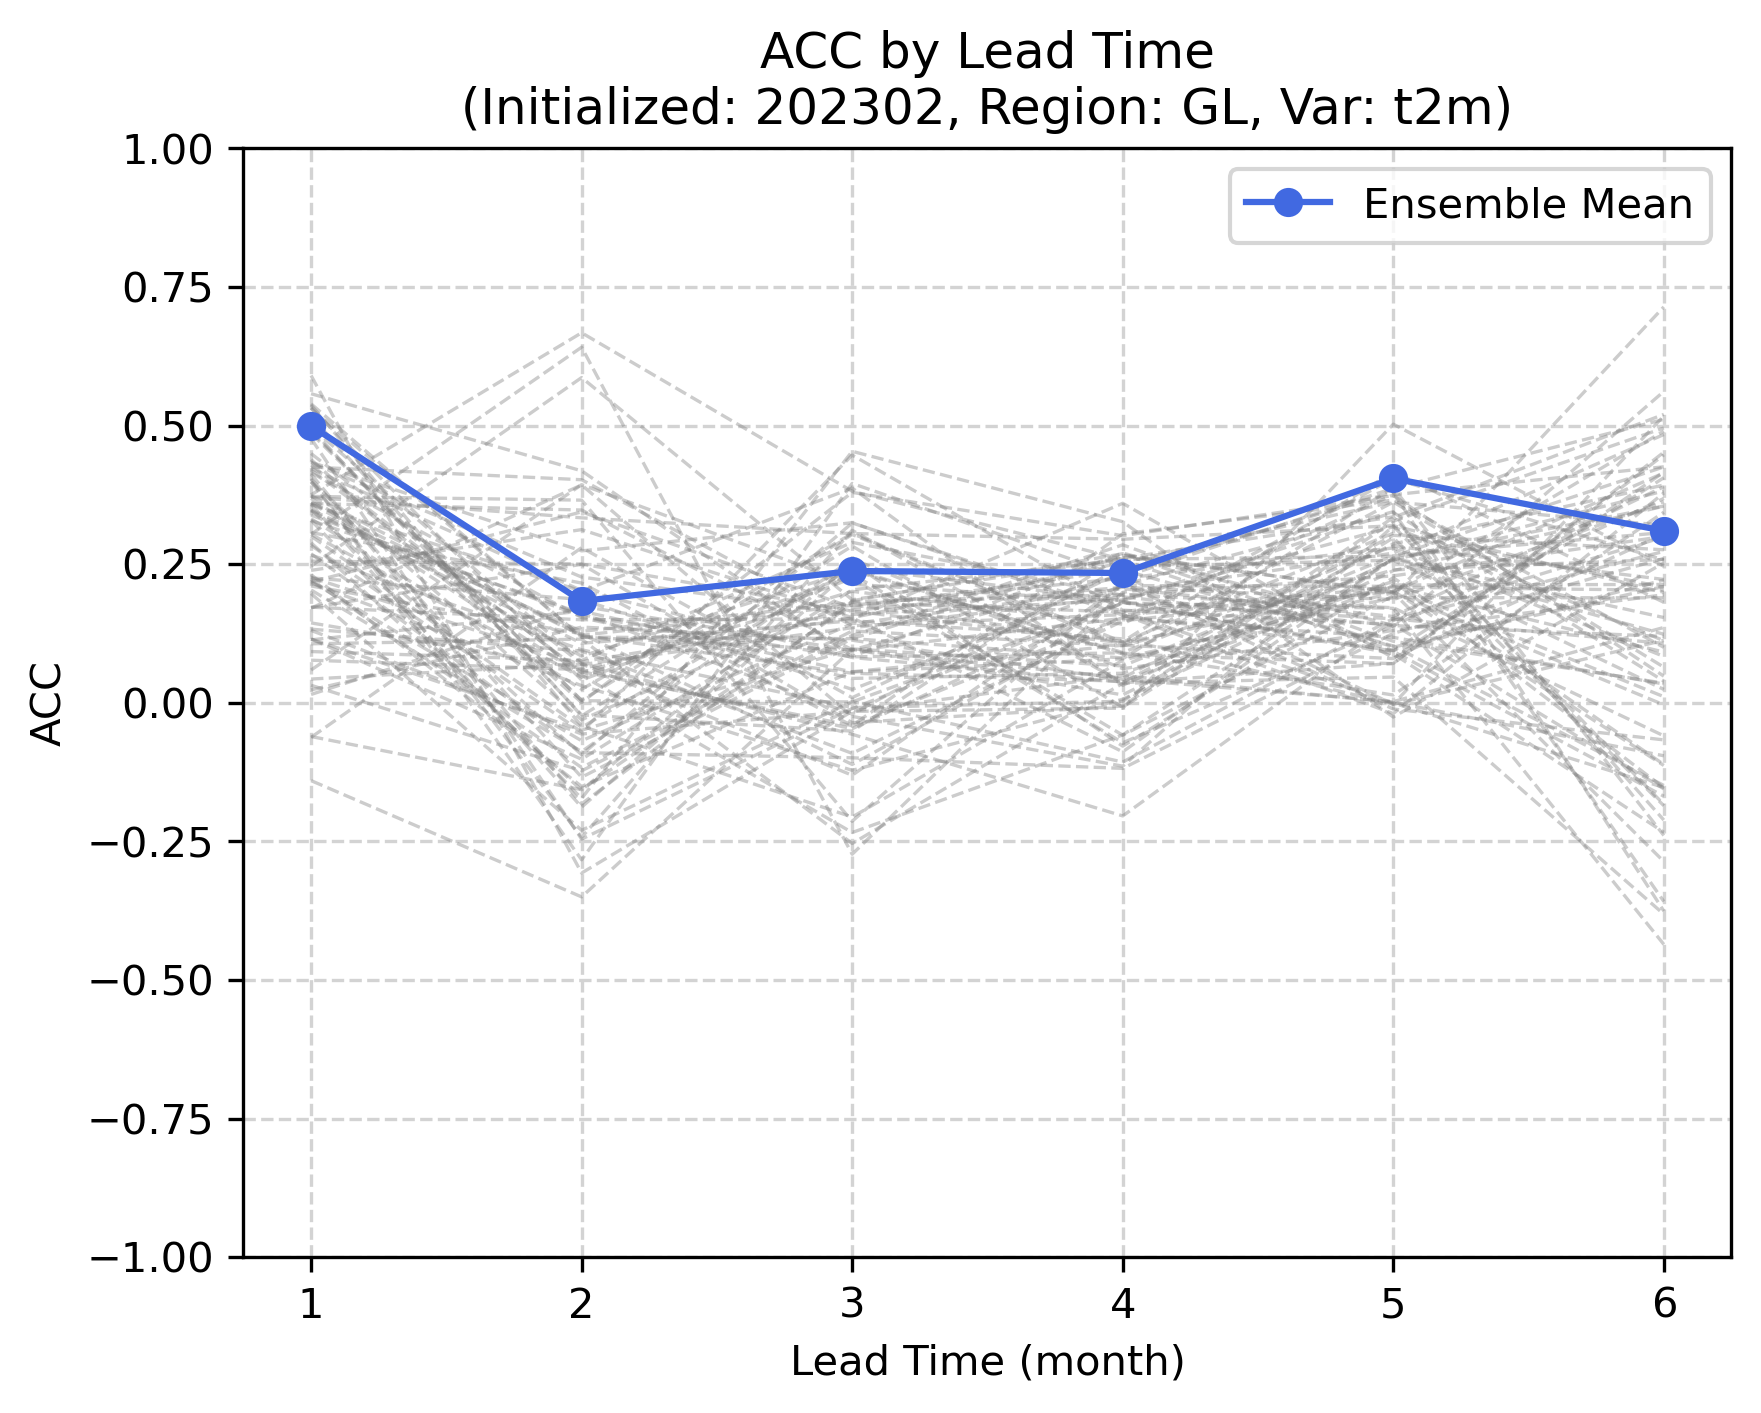 ACC by Lead Time
(Initialized: 202302, Region: GL, Var: t2m)
Ensemble Mean
ACC
1.00
0.75
0.50
0.25
0.00
−0.25
−0.50
−0.75
−1.00
1 2 3 4 5 6
Lead Time (month)